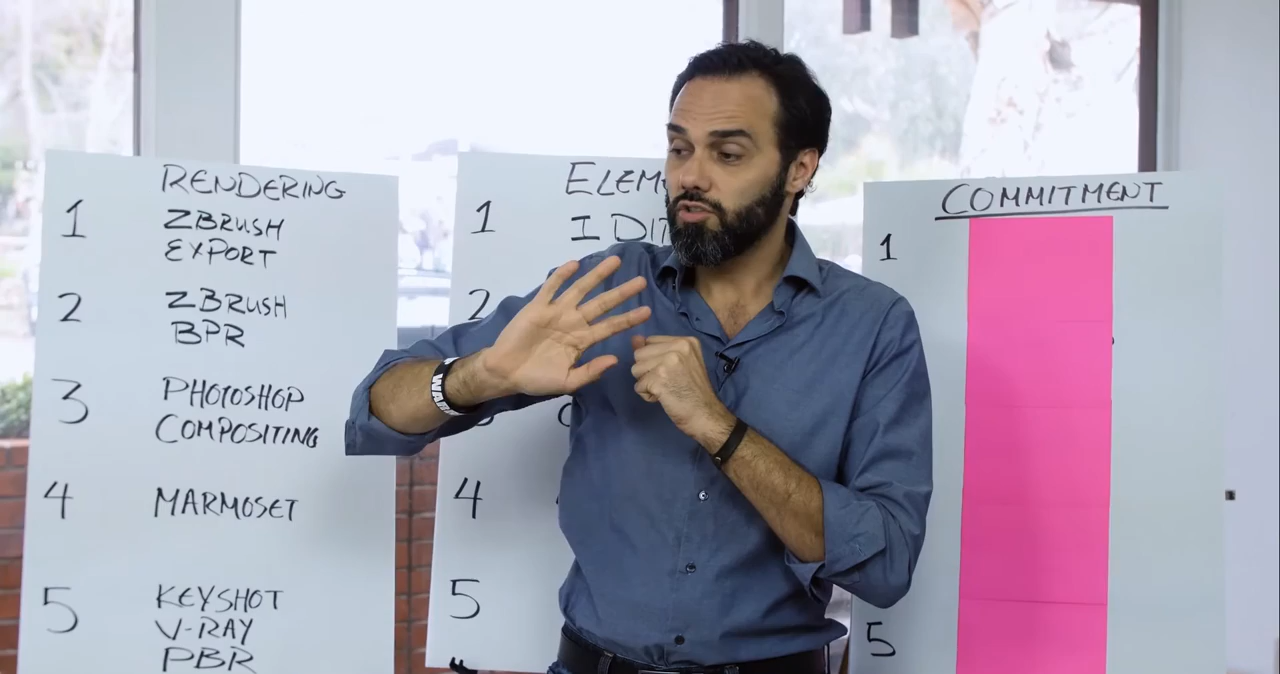 RENDERING
1 ZBRUSH
EXPORT
2 ZBRUSH
BPR
3 PHOTOSHOP
COMPOSITING
4 MARMOSET
5 KEYSHOT
V-RAY
PBR
1
2
4
5
COMMITMENT
1
5